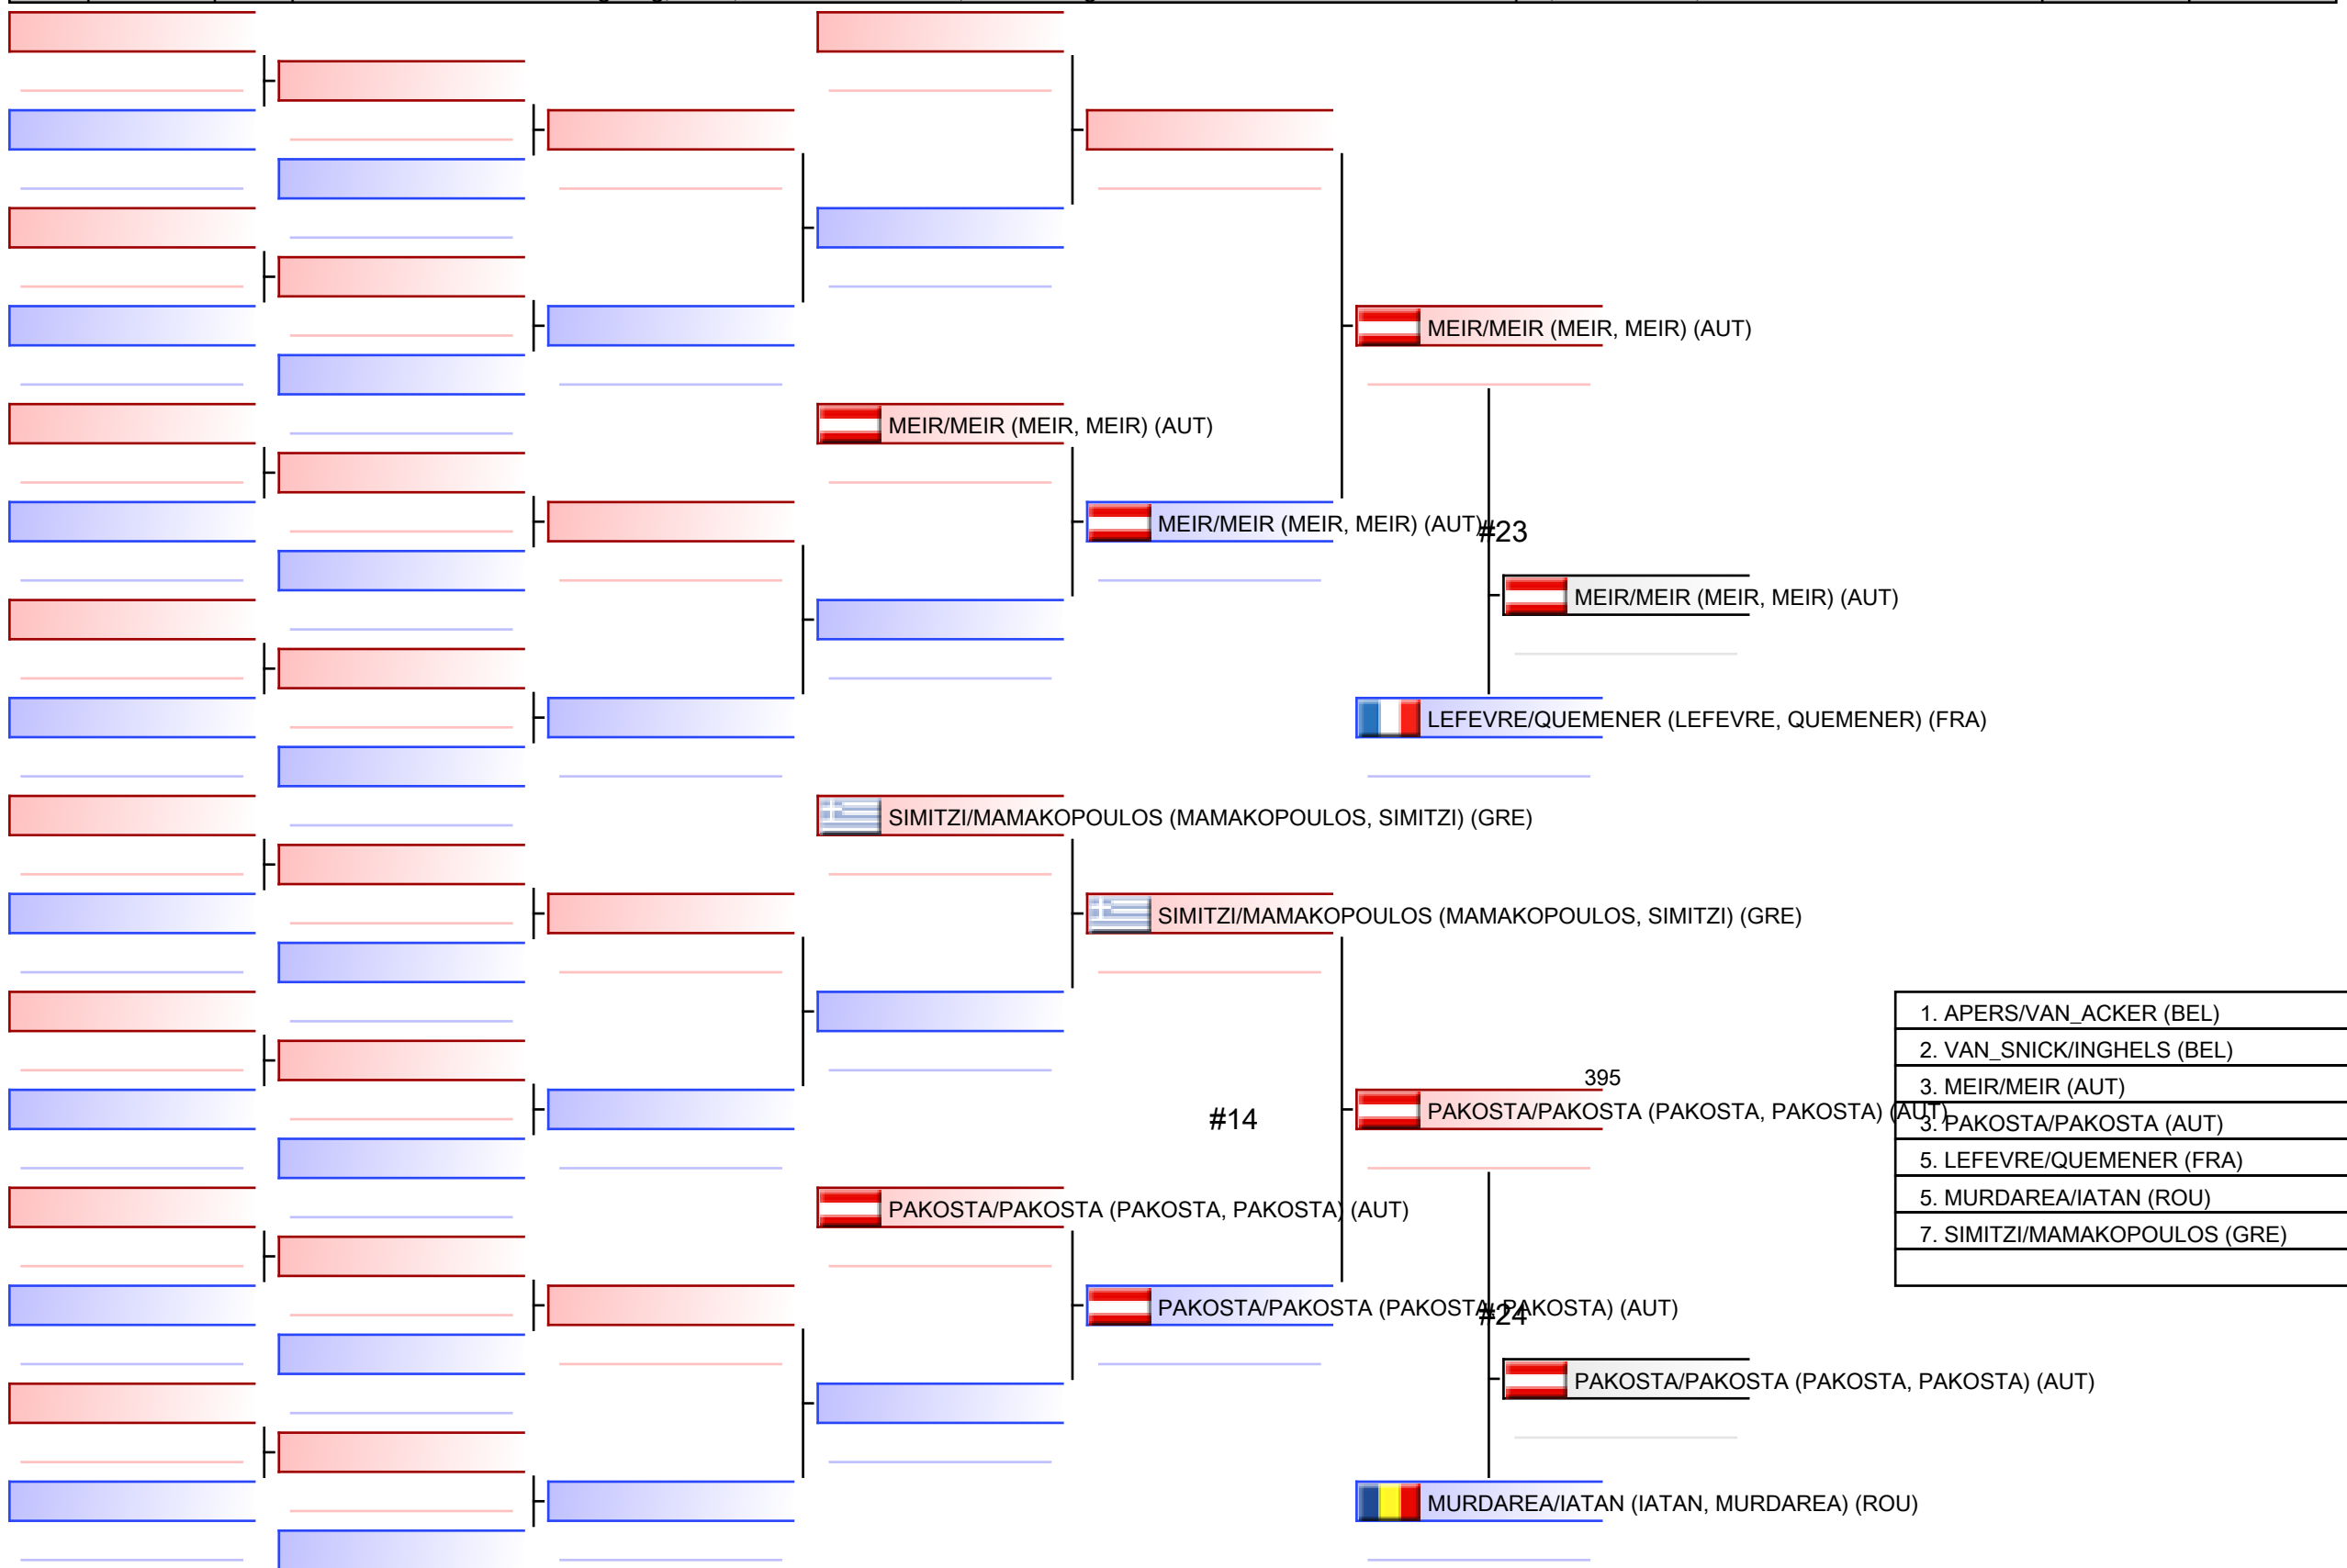 MEIR/MEIR (MEIR, MEIR) (AUT)
MEIR/MEIR (MEIR, MEIR) (AUT)
MEIR/MEIR (MEIR, MEIR) (AUT)
#23
MEIR/MEIR (MEIR, MEIR) (AUT)
LEFEVRE/QUEMENER (LEFEVRE, QUEMENER) (FRA)
SIMITZI/MAMAKOPOULOS (MAMAKOPOULOS, SIMITZI) (GRE)
SIMITZI/MAMAKOPOULOS (MAMAKOPOULOS, SIMITZI) (GRE)
395
#14
PAKOSTA/PAKOSTA (PAKOSTA, PAKOSTA) (AUT)
PAKOSTA/PAKOSTA (PAKOSTA, PAKOSTA) (AUT)
PAKOSTA/PAKOSTA (PAKOSTA, PAKOSTA) (AUT)
#24
PAKOSTA/PAKOSTA (PAKOSTA, PAKOSTA) (AUT)
MURDAREA/IATAN (IATAN, MURDAREA) (ROU)
1. APERS/VAN_ACKER (BEL)
2. VAN_SNICK/INGHELS (BEL)
3. MEIR/MEIR (AUT)
3. PAKOSTA/PAKOSTA (AUT)
5. LEFEVRE/QUEMENER (FRA)
5. MURDAREA/IATAN (ROU)
7. SIMITZI/MAMAKOPOULOS (GRE)